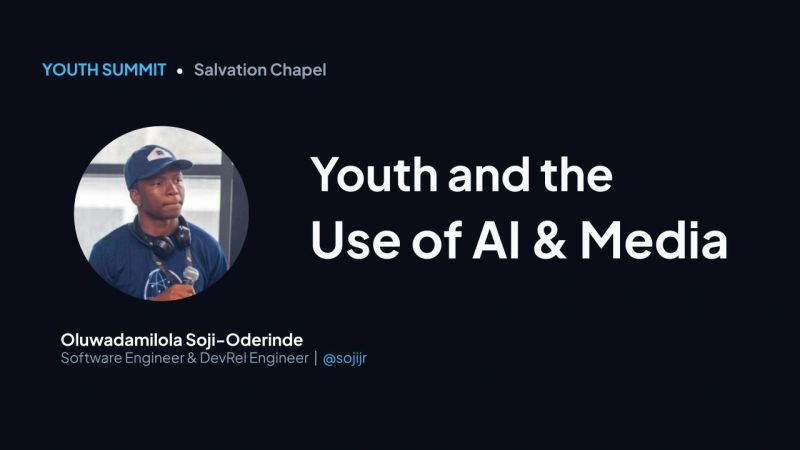 YOUTH SUMMIT • Salvation Chapel
Youth and the
Use of AI & Media
Oluwadamilola Soji-Oderinde
Software Engineer & DevRel Engineer | @sojijr